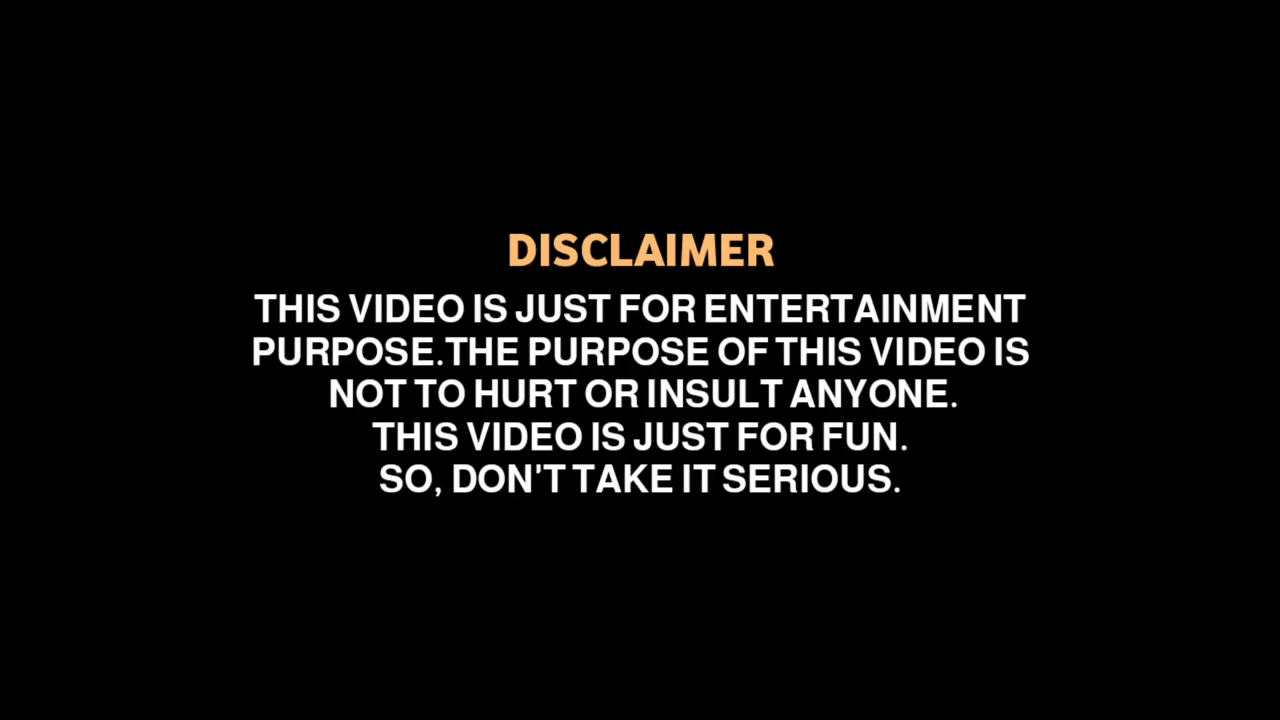 DISCLAIMER
THIS VIDEO IS JUST FOR ENTERTAINMENT
PURPOSE.THE PURPOSE OF THIS VIDEO IS
NOT TO HURT OR INSULT ANYONE.
THIS VIDEO IS JUST FOR FUN.
SO, DON'T TAKE IT SERIOUS.